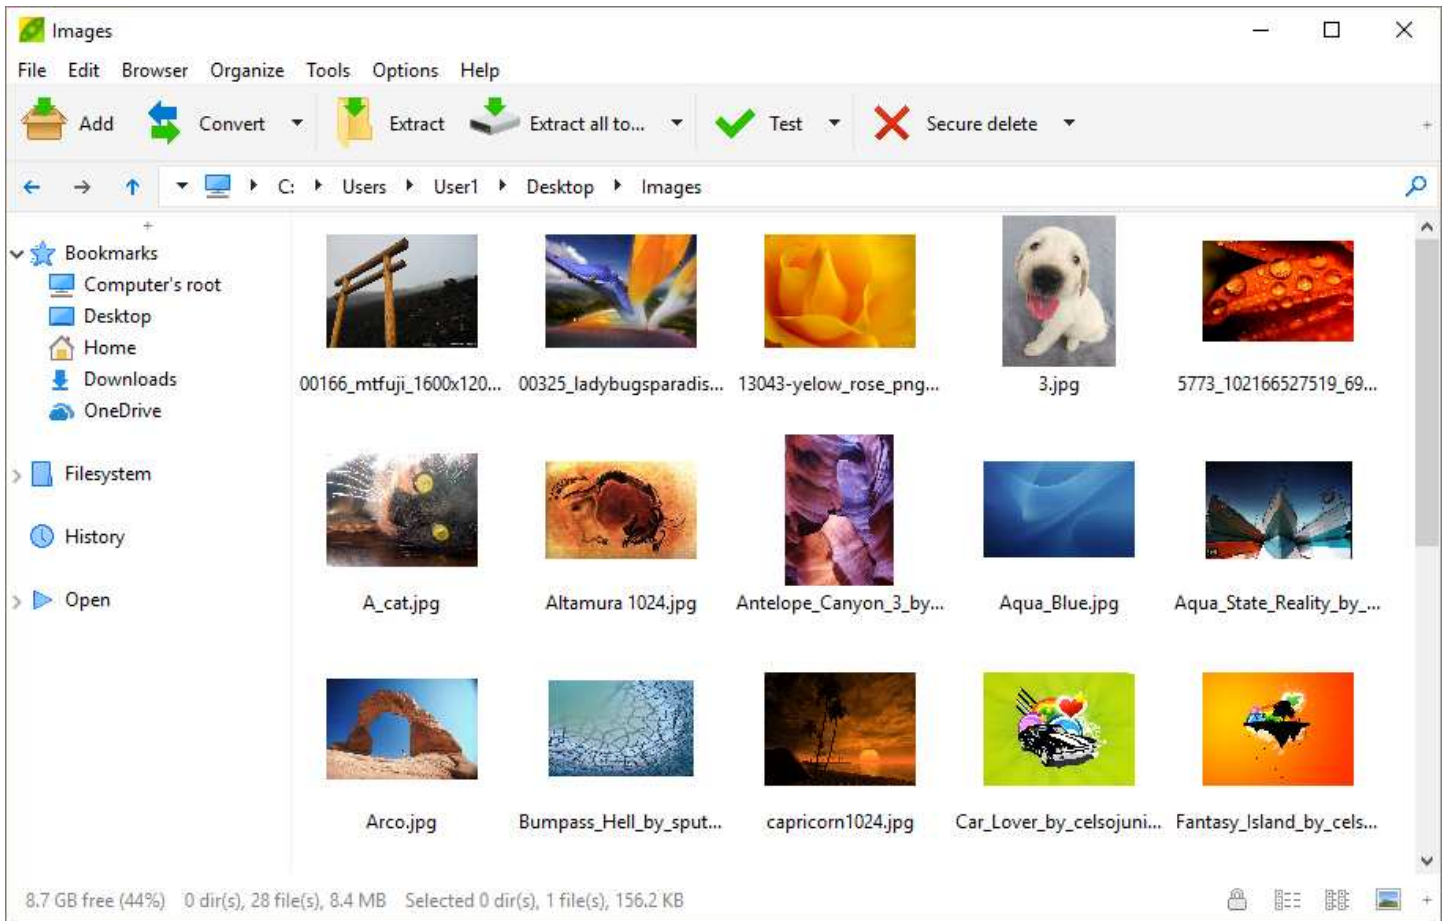 Images
File Edit Browser Organize Tools Options Help
Add Convert Extract Extract all to... Test Secure delete
C: Users User1 Desktop Images
Bookmarks
Computer's root
Desktop
Home
Downloads
OneDrive
Filesystem
History
Open
00166_mtfuji_1600x120... 00325_ladybugsparadis... 13043-yelow_rose_png... 3.jpg 5773_102166527519_69...
A_cat.jpg Altamura 1024.jpg Antelope_Canyon_3_by... Aqua_Blue.jpg Aqua_State_Reality_by_...
Arco.jpg Bumpass_Hell_by_sput... capricorn1024.jpg Car_Lover_by_celsojuni... Fantasy_Island_by_cels...
8.7 GB free (44%) 0 dir(s), 28 file(s), 8.4 MB Selected 0 dir(s), 1 file(s), 156.2 KB